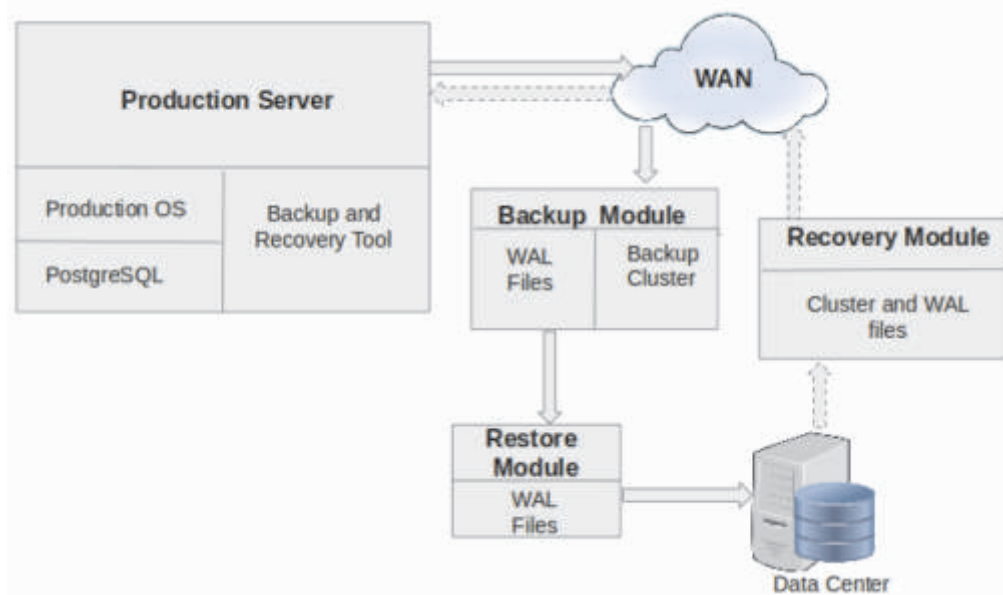 Production Server
Production OS
PostgreSQL
Backup and
Recovery Tool
WAN
Backup Module
WAL
Files
Backup
Cluster
Recovery Module
Cluster and WAL
files
Restore
Module
WAL
Files
Data Center